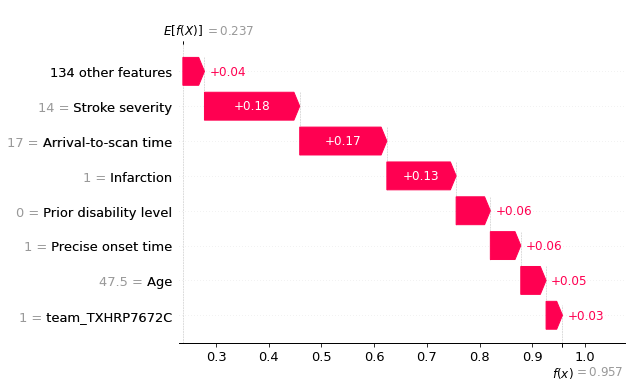 E[f(X)] = 0.237
134 other features +0.04
14 = Stroke severity +0.18
17 = Arrival-to-scan time +0.17
1 = Infarction +0.13
0 = Prior disability level +0.06
1 = Precise onset time +0.06
47.5 = Age +0.05
1 = team_TXHRP7672C +0.03
0.3 0.4 0.5 0.6 0.7 0.8 0.9 1.0
f(x) = 0.957